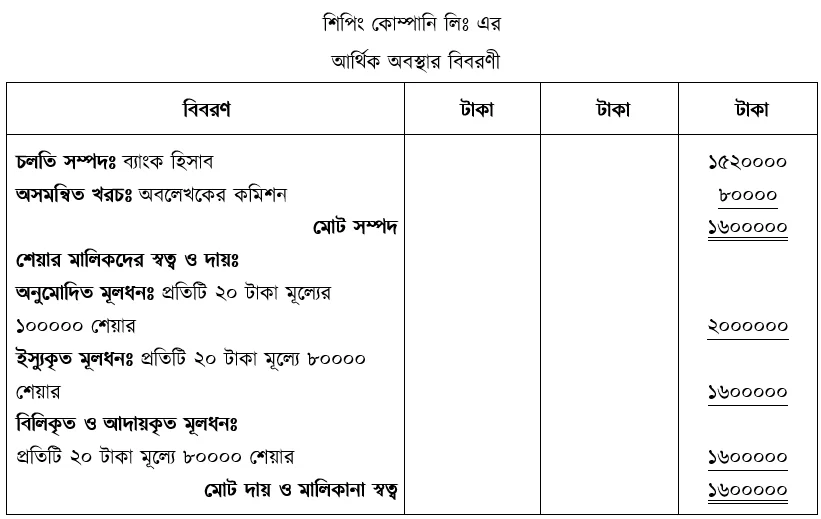 শিপিং কোম্পানি লিঃ এর
আর্থিক অবস্থার বিবরণী
বিবরণ টাকা টাকা টাকা
চলতি সম্পদঃ ব্যাংক হিসাব ১৫২০০০০
অসমন্বিত খরচঃ অবলেখকের কমিশন ৮০০০০
মোট সম্পদ ১৬০০০০০
শেয়ার মালিকদের স্বত্ব ও দায়ঃ
অনুমোদিত মূলধনঃ প্রতিটি ২০ টাকা মূল্যের
১০০০০০ শেয়ার ২০০০০০০
ইস্যুকৃত মূলধনঃ প্রতিটি ২০ টাকা মূল্যে ৮০০০০
শেয়ার ১৬০০০০০
বিলিকৃত ও আদায়কৃত মূলধনঃ
প্রতিটি ২০ টাকা মূল্যে ৮০০০০ শেয়ার ১৬০০০০০
মোট দায় ও মালিকানা স্বত্ব ১৬০০০০০